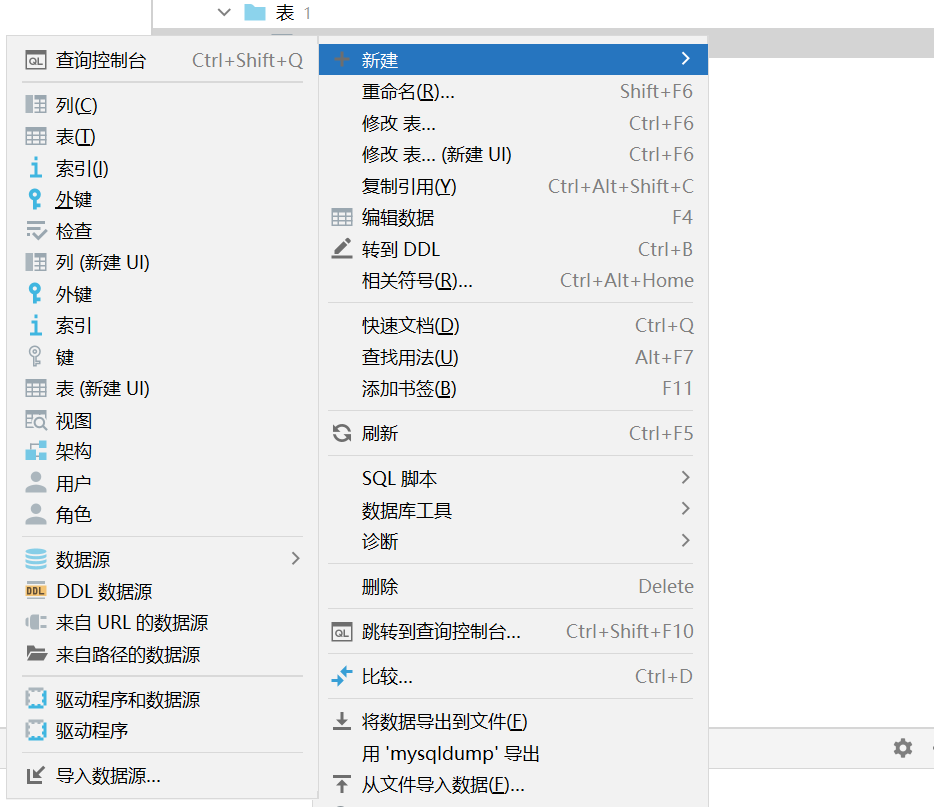 表 1
查询控制台 Ctrl+Shift+Q
列(C)
表(T)
索引(I)
外键
检查
列 (新建 UI)
外键
索引
键
表 (新建 UI)
视图
架构
用户
角色
数据源
DDL 数据源
来自 URL 的数据源
来自路径的数据源
驱动程序和数据源
驱动程序
导入数据源...
新建
重命名(R)... Shift+F6
修改 表... Ctrl+F6
修改 表... (新建 UI) Ctrl+F6
复制引用(Y) Ctrl+Alt+Shift+C
编辑数据 F4
转到 DDL Ctrl+B
相关符号(R)... Ctrl+Alt+Home
快速文档(D) Ctrl+Q
查找用法(U) Alt+F7
添加书签(B) F11
刷新 Ctrl+F5
SQL 脚本
数据库工具
诊断
删除 Delete
跳转到查询控制台... Ctrl+Shift+F10
比较... Ctrl+D
将数据导出到文件(F)
用 'mysqldump' 导出
从文件导入数据(F)...